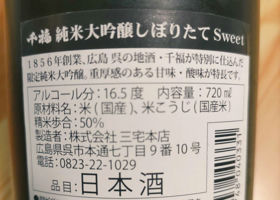 千福 純米大吟醸しぼりたて Sweet
1856年創業、広島 呉の地酒・千福が特別に仕込んだ
限定純米大吟醸。重厚感のある甘味・酸味が特長です。
アルコール分：16.5度 内容量：720 ml
原材料名：米（国産）、米こうじ（国産米）
精米歩合：50%
製造者：株式会社 三宅本店
広島県呉市本通七丁目9番10号
電話：0823-22-1029
品目：日本酒